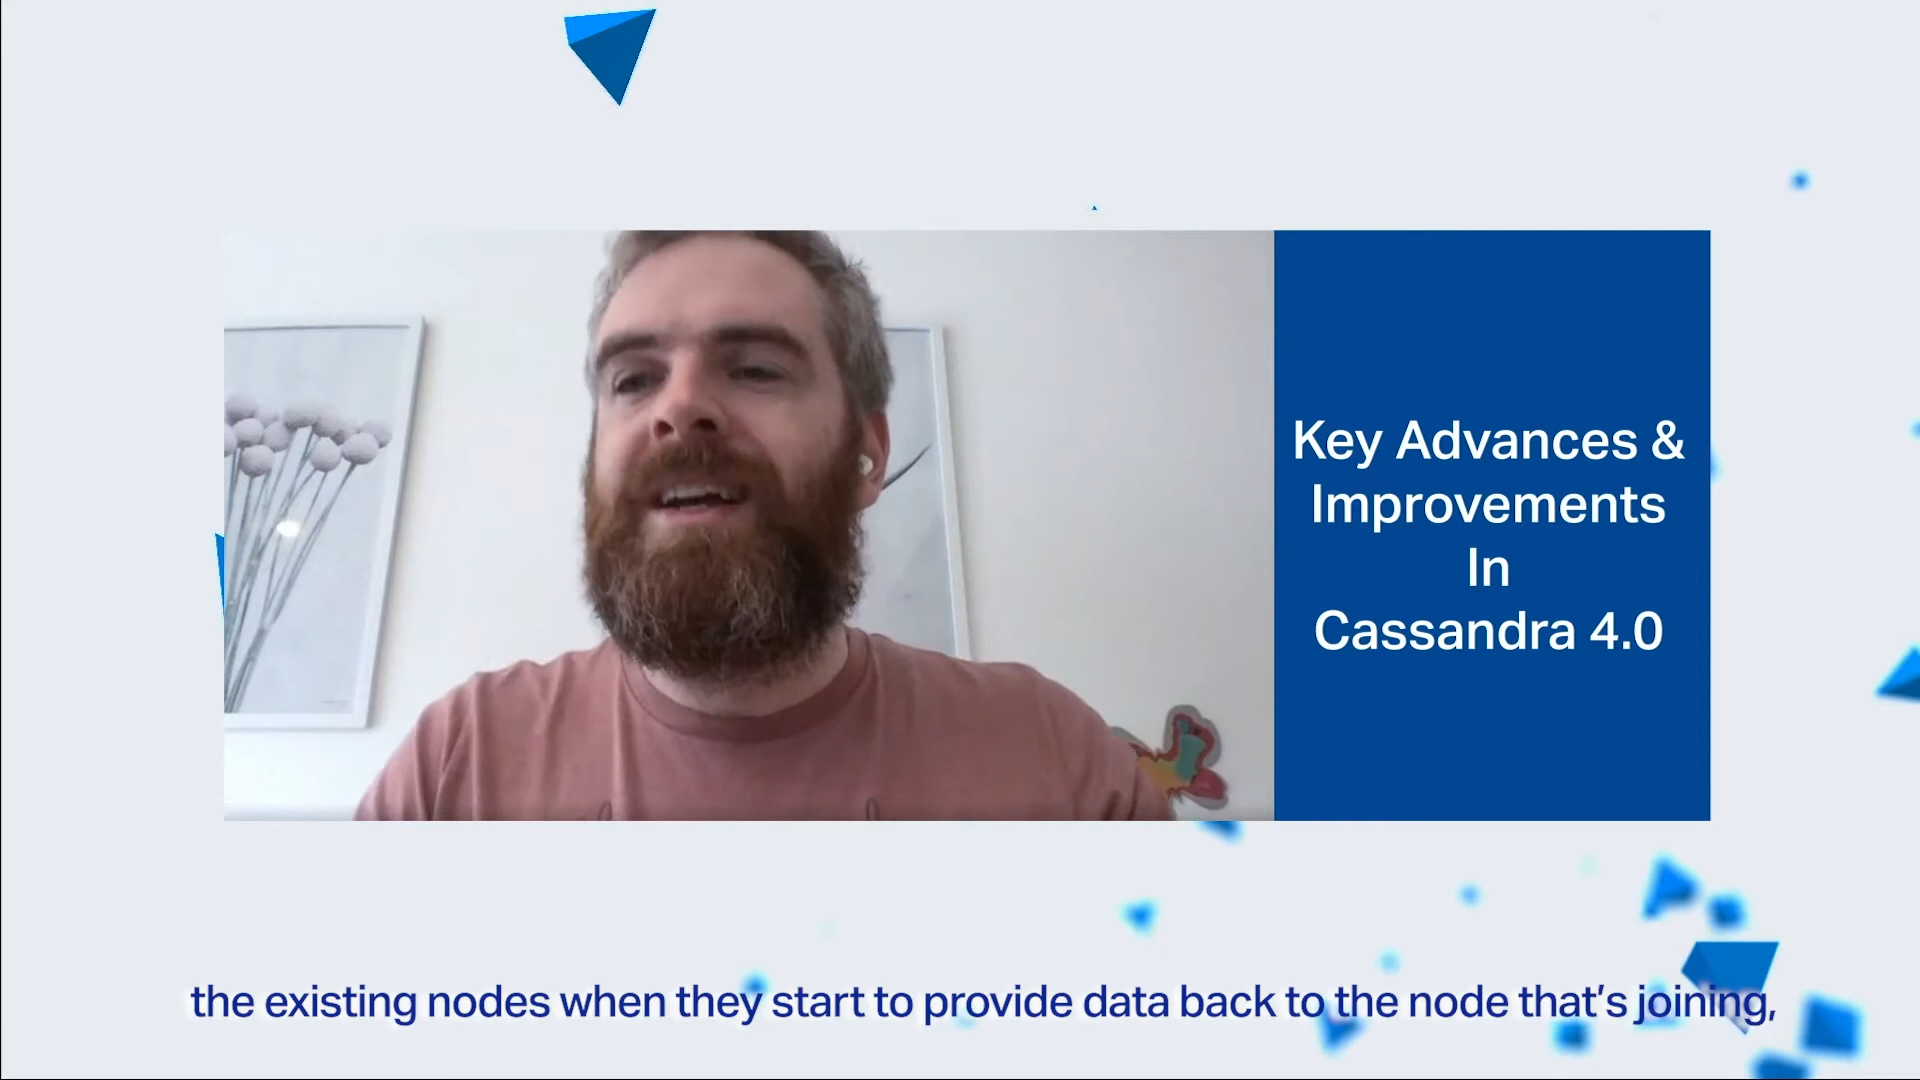 Key Advances &
Improvements
In
Cassandra 4.0
the existing nodes when they start to provide data back to the node that's joining,